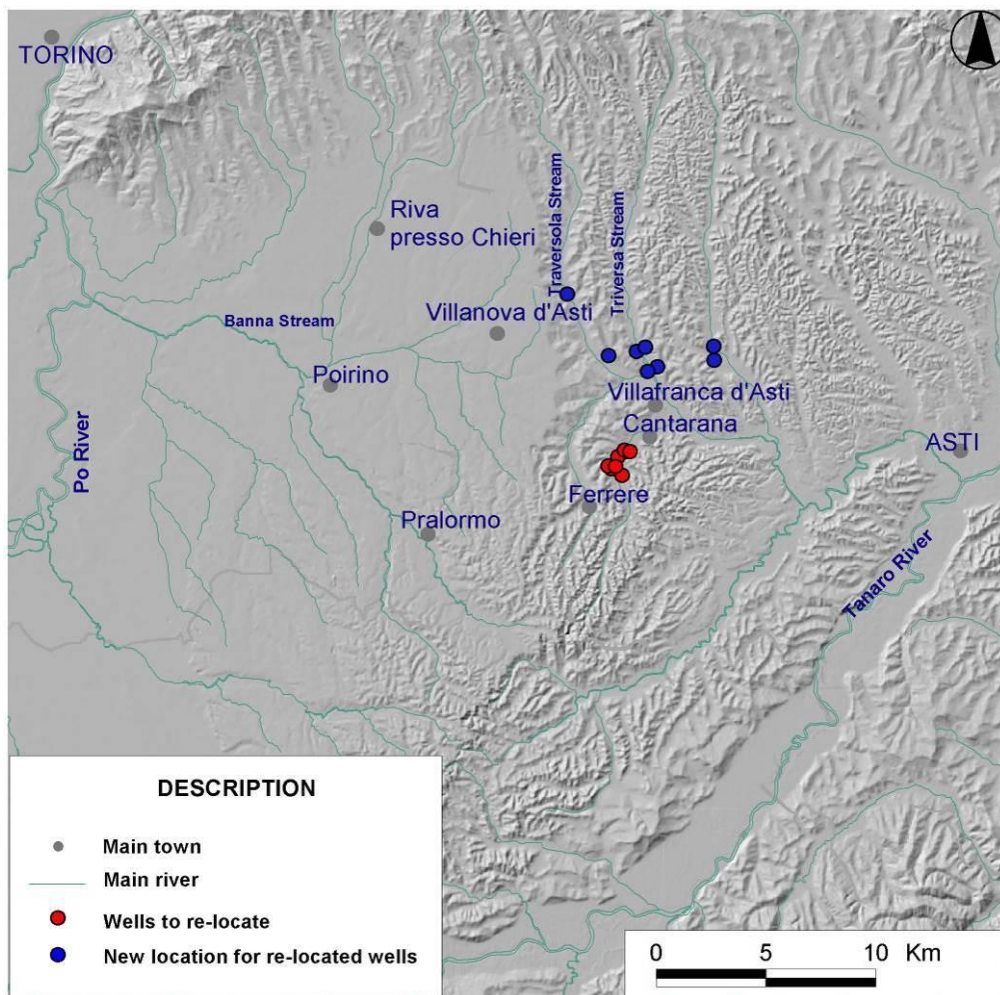 TORINO
Riva
presso Chieri
Traversola Stream
Triversa Stream
Villanova d'Asti
Banna Stream
Poirino
Villafranca d'Asti
Cantarana
ASTI
Po River
Ferrere
Pralormo
Tanaro River
DESCRIPTION
Main town
Main river
Wells to re-locate
New location for re-located wells
0 5 10 Km